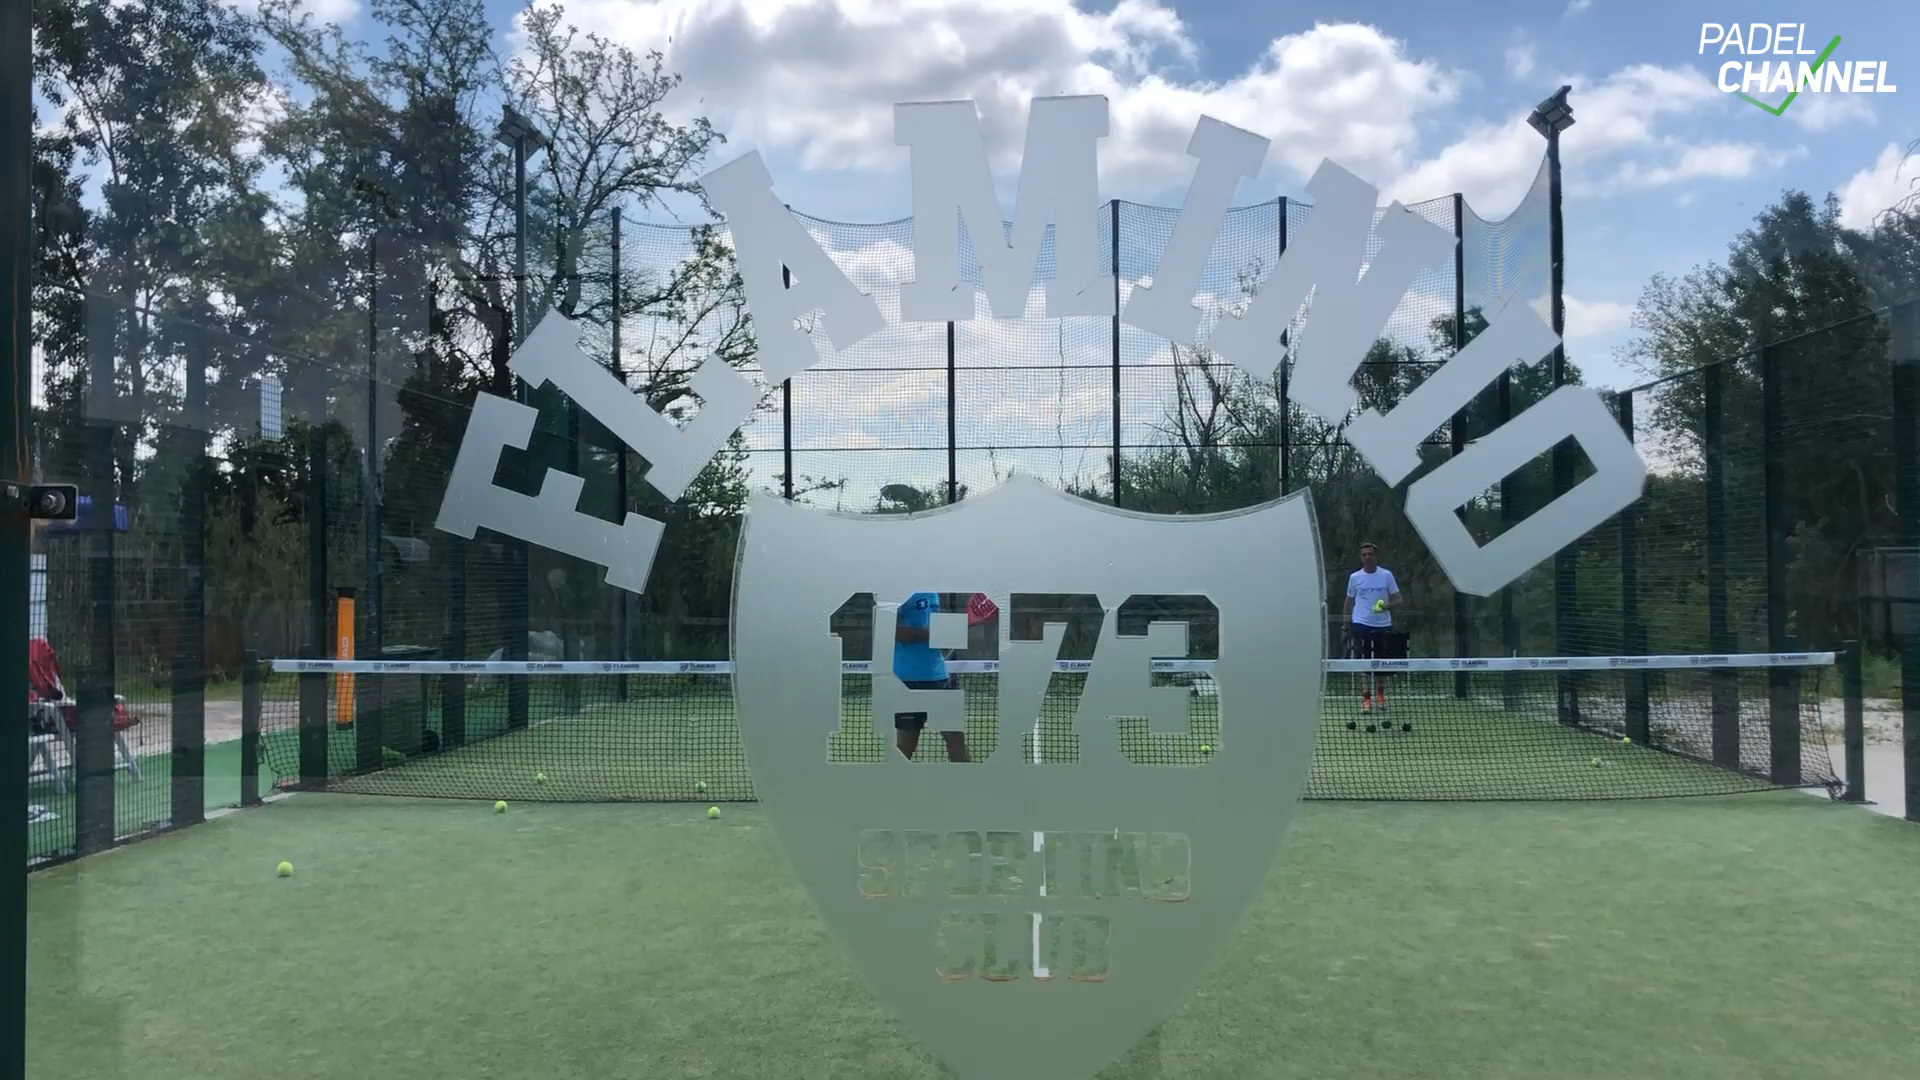 PADEL
CHANNEL
FLAMINIO
1973
SPORTING
CLUB